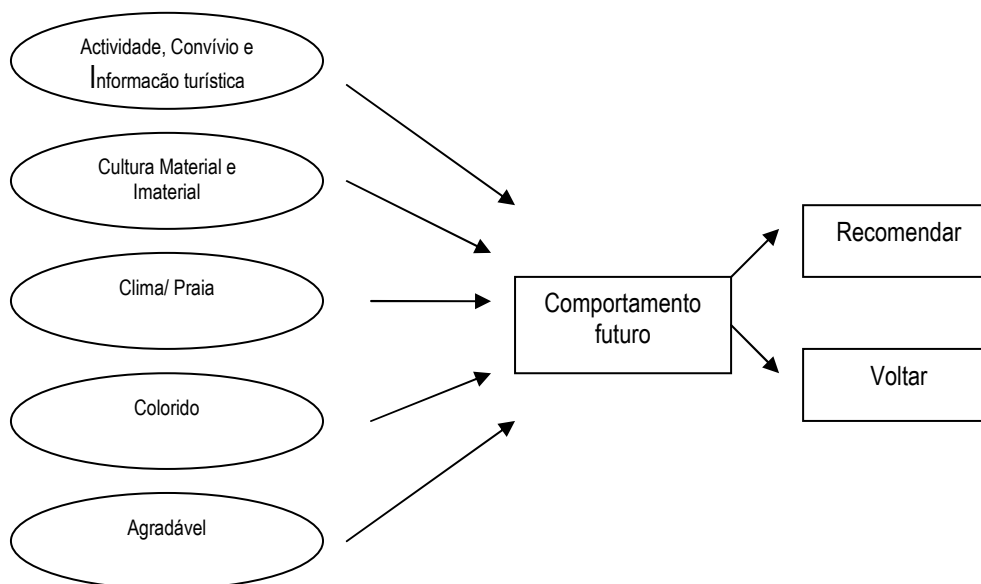 Actividade, Convívio e
Informacão turística
Cultura Material e
Imaterial
Clima/ Praia
Colorido
Agradável
Comportamento
futuro
Recomendar
Voltar